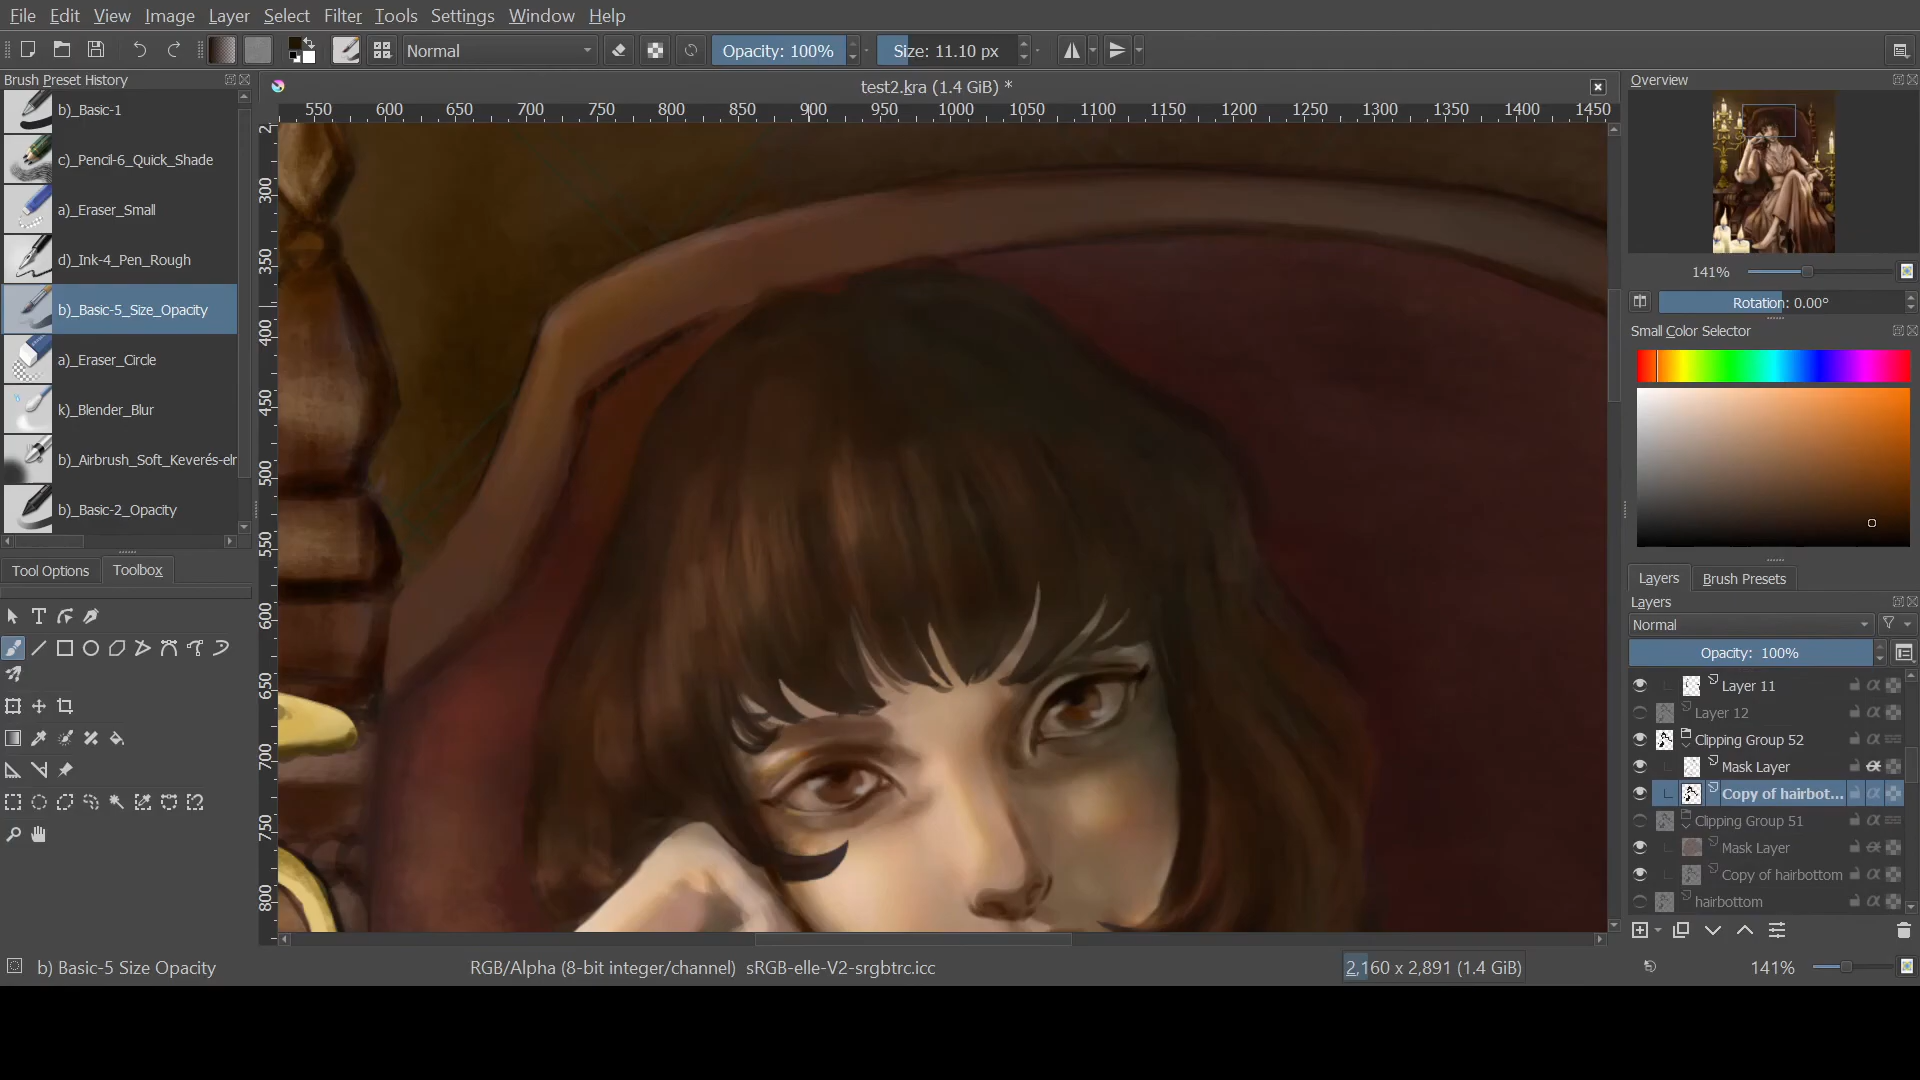 File Edit View Image Layer Select Filter Tools Settings Window Help
Normal Opacity: 100% Size: 11.10 px
Brush Preset History
b)_Basic-1
c)_Pencil-6_Quick_Shade
a)_Eraser_Small
d)_Ink-4_Pen_Rough
b)_Basic-5_Size_Opacity
a)_Eraser_Circle
k)_Blender_Blur
b)_Airbrush_Soft_Keverés-elr
b)_Basic-2_Opacity
Tool Options Toolbox
test2.kra (1.4 GiB) *
550 600 650 700 750 800 850 900 950 1000 1050 1100 1150 1200 1250 1300 1350 1400 1450
300
350
400
450
500
550
600
650
700
750
800
Overview
141%
Rotation: 0.00°
Small Color Selector
Layers Brush Presets
Layers
Normal
Opacity: 100%
Layer 11
Layer 12
Clipping Group 52
Mask Layer
Copy of hairbot...
Clipping Group 51
Mask Layer
Copy of hairbottom
hairbottom
b) Basic-5 Size Opacity RGB/Alpha (8-bit integer/channel) sRGB-elle-V2-srgbtrc.icc 2,160 x 2,891 (1.4 GiB) 141%